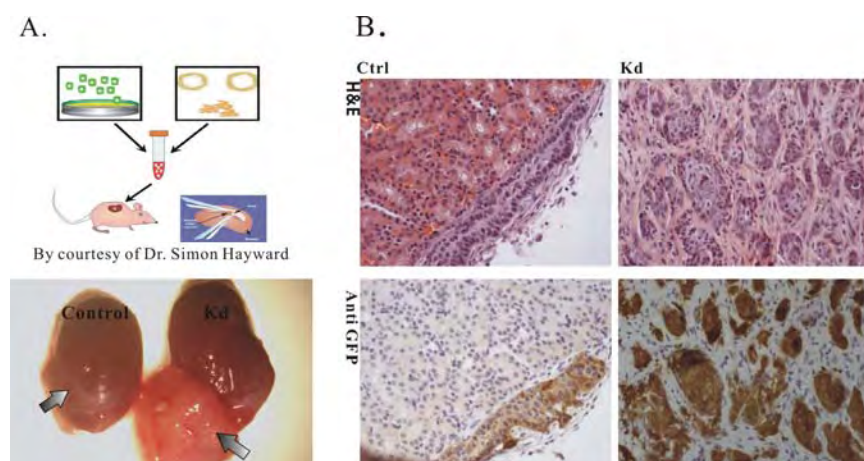 A.
B.
Ctrl
Kd
H&E
By courtesy of Dr. Simon Hayward
Control
Kd
Anti GFP